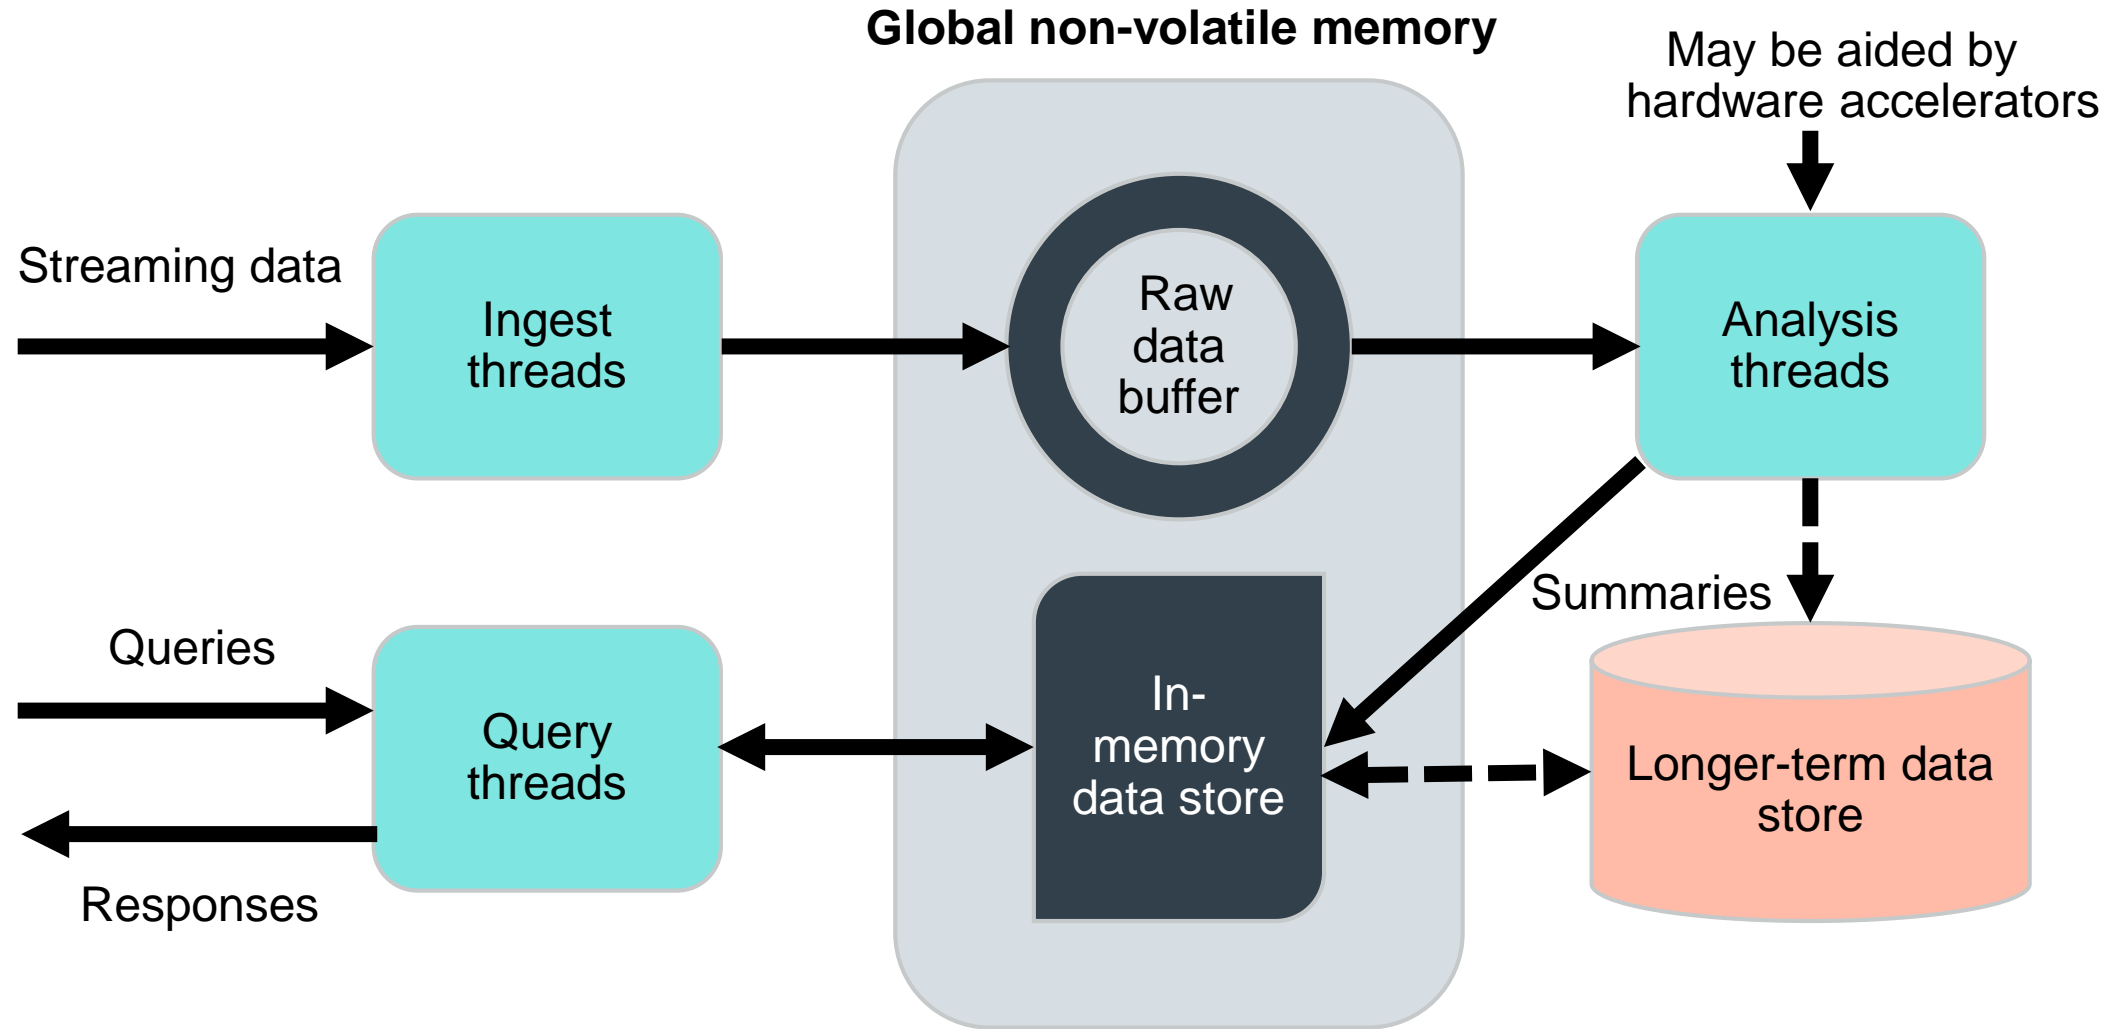 Global non-volatile memory
May be aided by
hardware accelerators
Streaming data
Ingest
threads
Raw
data
buffer
Analysis
threads
Summaries
Queries
Query
threads
In-
memory
data store
Longer-term data
store
Responses